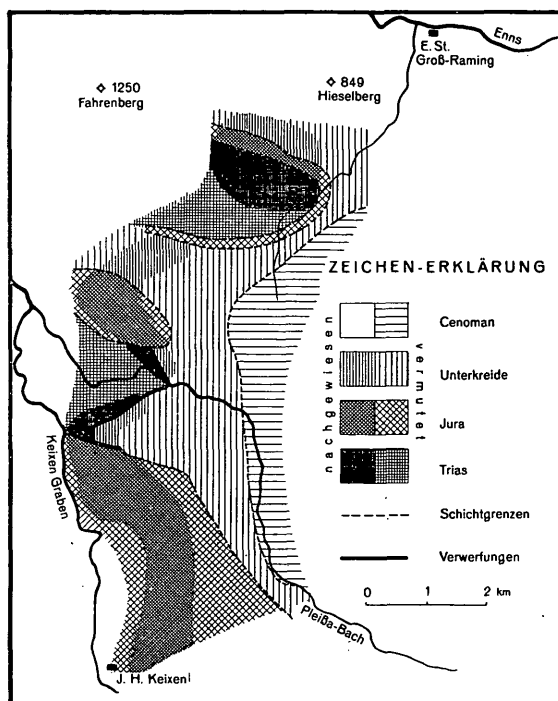 Enns
E. St.
Groß-Raming
1250
Fahrenberg
849
Hieselberg
ZEICHEN-ERKLÄRUNG
nachgewiesen
vermutet
Cenoman
Unterkreide
Jura
Trias
Schichtgrenzen
Verwerfungen
0 1 2 km
Keixen Graben
Pleißa-Bach
J. H. Keixen